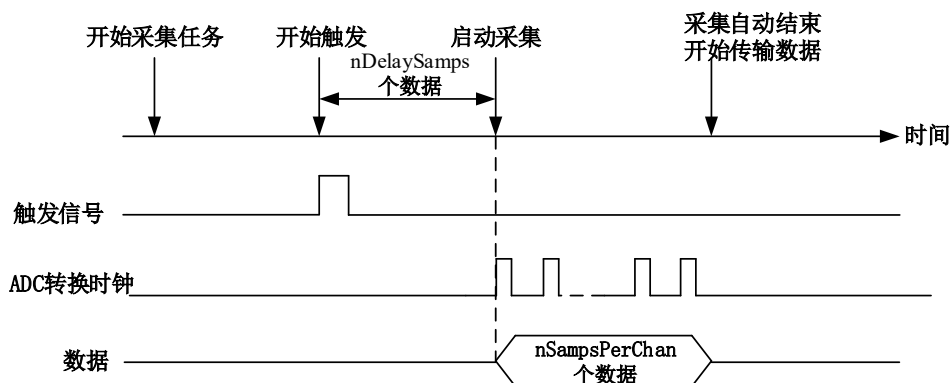 开始采集任务
开始触发
启动采集
采集自动结束
开始传输数据
nDelaySamps
个数据
时间
触发信号
ADC转换时钟
数据
nSampsPerChan
个数据